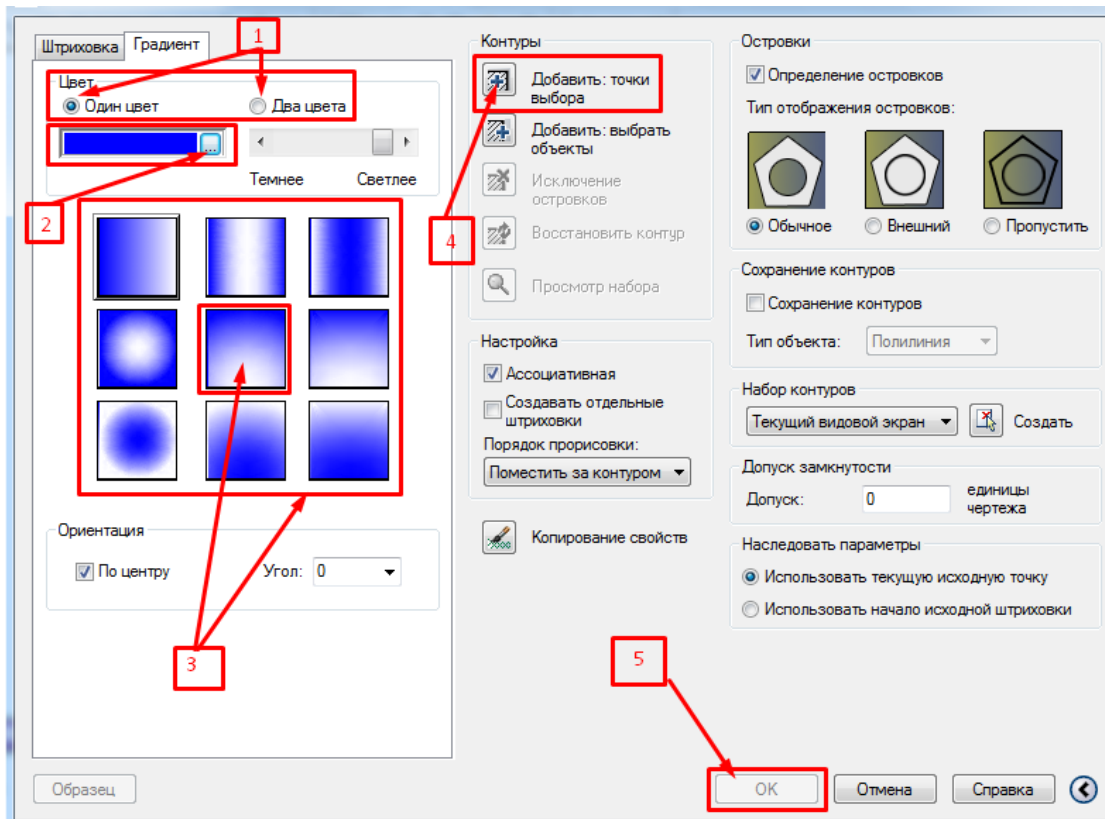 Штриховка
Градиент
1
Цвет
Один цвет
Два цвета
...
Темнее
Светлее
2
3
Ориентация
По центру
Угол:
0
Образец
Контуры
Добавить: точки
выбора
Добавить: выбрать
объекты
4
Исключение
островков
Восстановить контур
Просмотр набора
Настройка
Ассоциативная
Создавать отдельные
штриховки
Порядок прорисовки:
Поместить за контуром
Копирование свойств
Островки
Определение островков
Тип отображения островков:
Обычное
Внешний
Пропустить
Сохранение контуров
Сохранение контуров
Тип объекта:
Полилиния
Набор контуров
Текущий видовой экран
Создать
Допуск замкнутости
Допуск:
0
единицы
чертежа
Наследовать параметры
Использовать текущую исходную точку
Использовать начало исходной штриховки
5
OK
Отмена
Справка